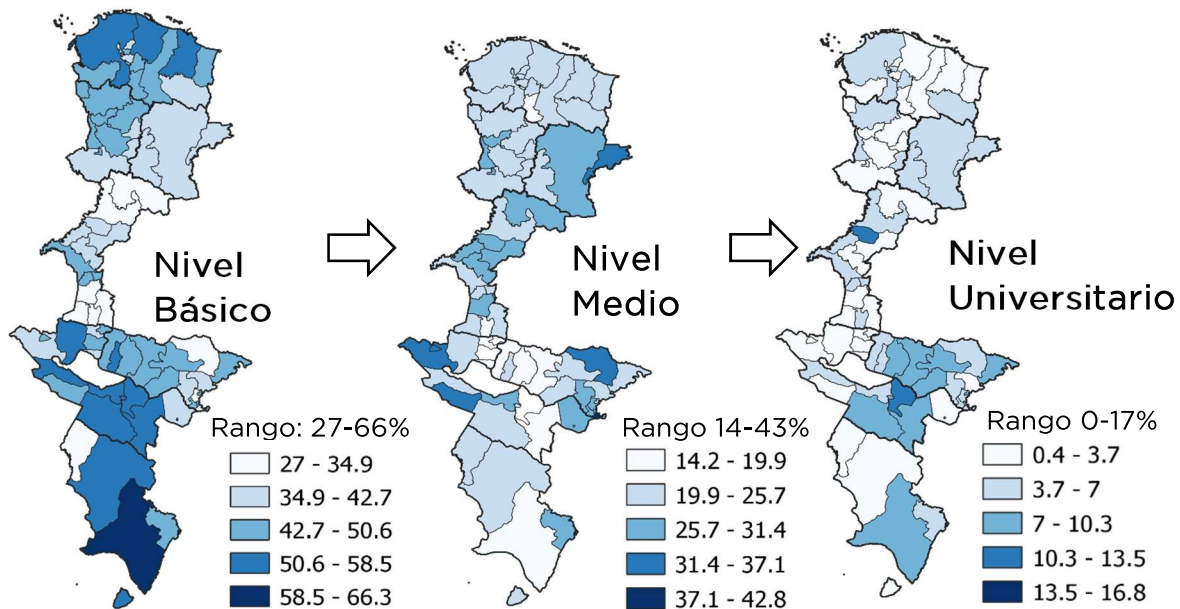 Nivel
Básico
Rango: 27-66%
27 - 34.9
34.9 - 42.7
42.7 - 50.6
50.6 - 58.5
58.5 - 66.3
Nivel
Medio
Rango 14-43%
14.2 - 19.9
19.9 - 25.7
25.7 - 31.4
31.4 - 37.1
37.1 - 42.8
Nivel
Universitario
Rango 0-17%
0.4 - 3.7
3.7 - 7
7 - 10.3
10.3 - 13.5
13.5 - 16.8